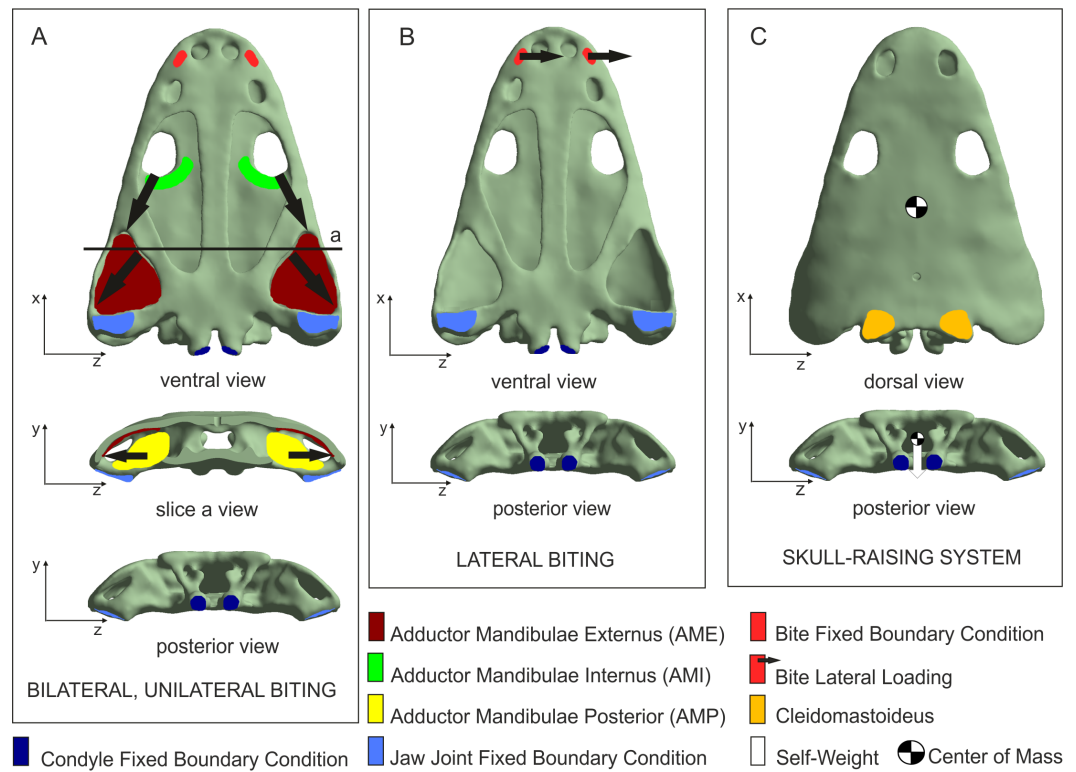 A
a
x
z
ventral view
y
z
slice a view
y
z
posterior view
BILATERAL, UNILATERAL BITING
B
x
z
ventral view
y
z
posterior view
LATERAL BITING
C
x
z
dorsal view
y
z
posterior view
SKULL-RAISING SYSTEM
Condyle Fixed Boundary Condition
Adductor Mandibulae Externus (AME)
Adductor Mandibulae Internus (AMI)
Adductor Mandibulae Posterior (AMP)
Jaw Joint Fixed Boundary Condition
Bite Fixed Boundary Condition
Bite Lateral Loading
Cleidomastoideus
Self-Weight
Center of Mass